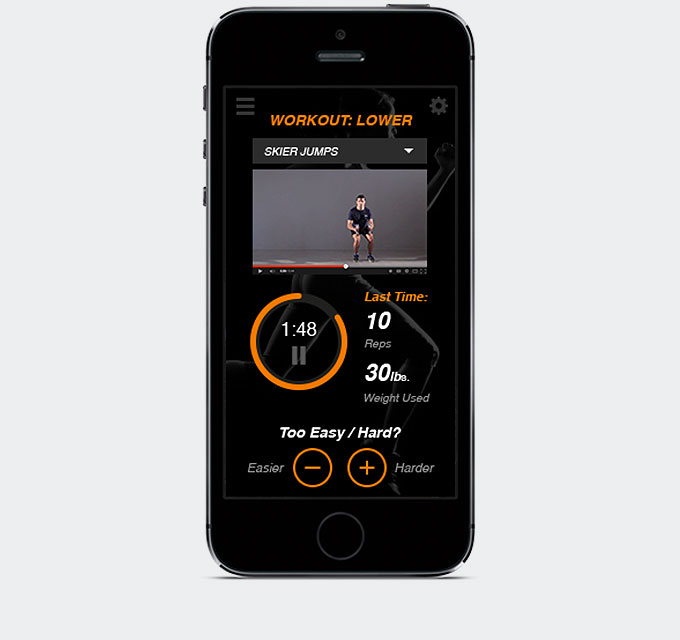 WORKOUT: LOWER
SKIER JUMPS
1:48
Last Time:
10
Reps
30lbs.
Weight Used
Too Easy / Hard?
Easier
Harder